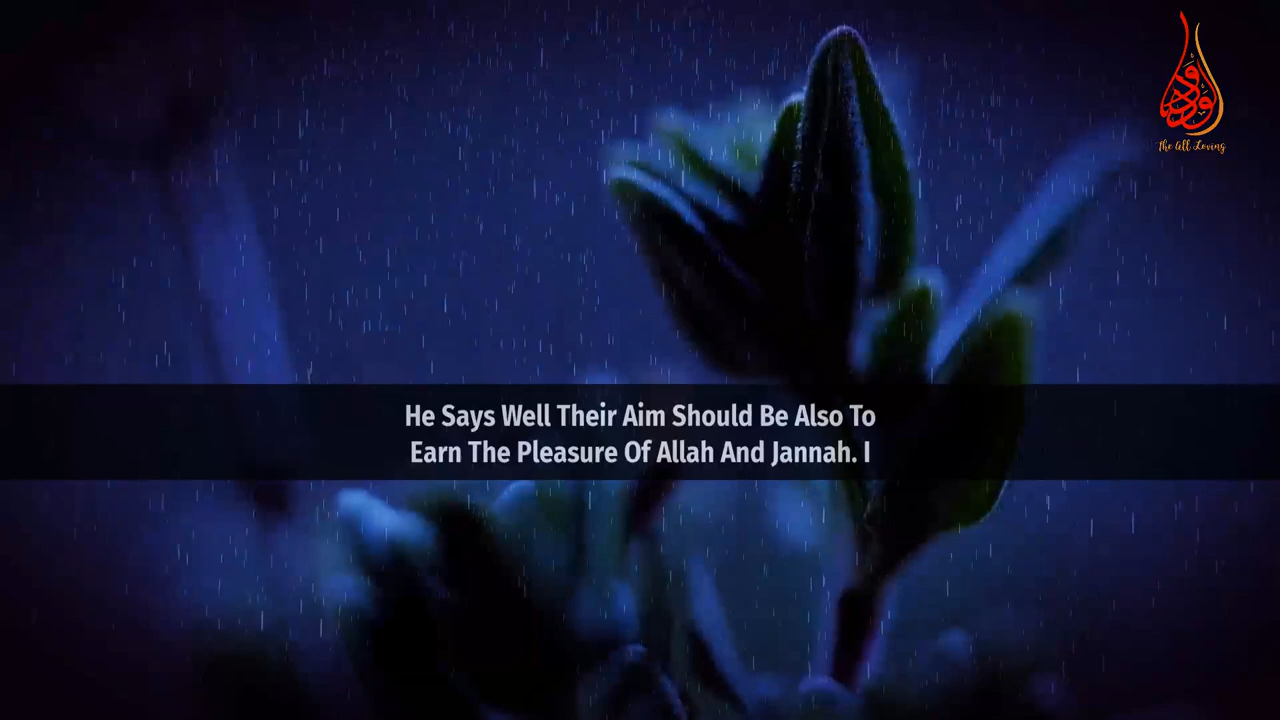 الودود
The All Loving
He Says Well Their Aim Should Be Also To
Earn The Pleasure Of Allah And Jannah. I